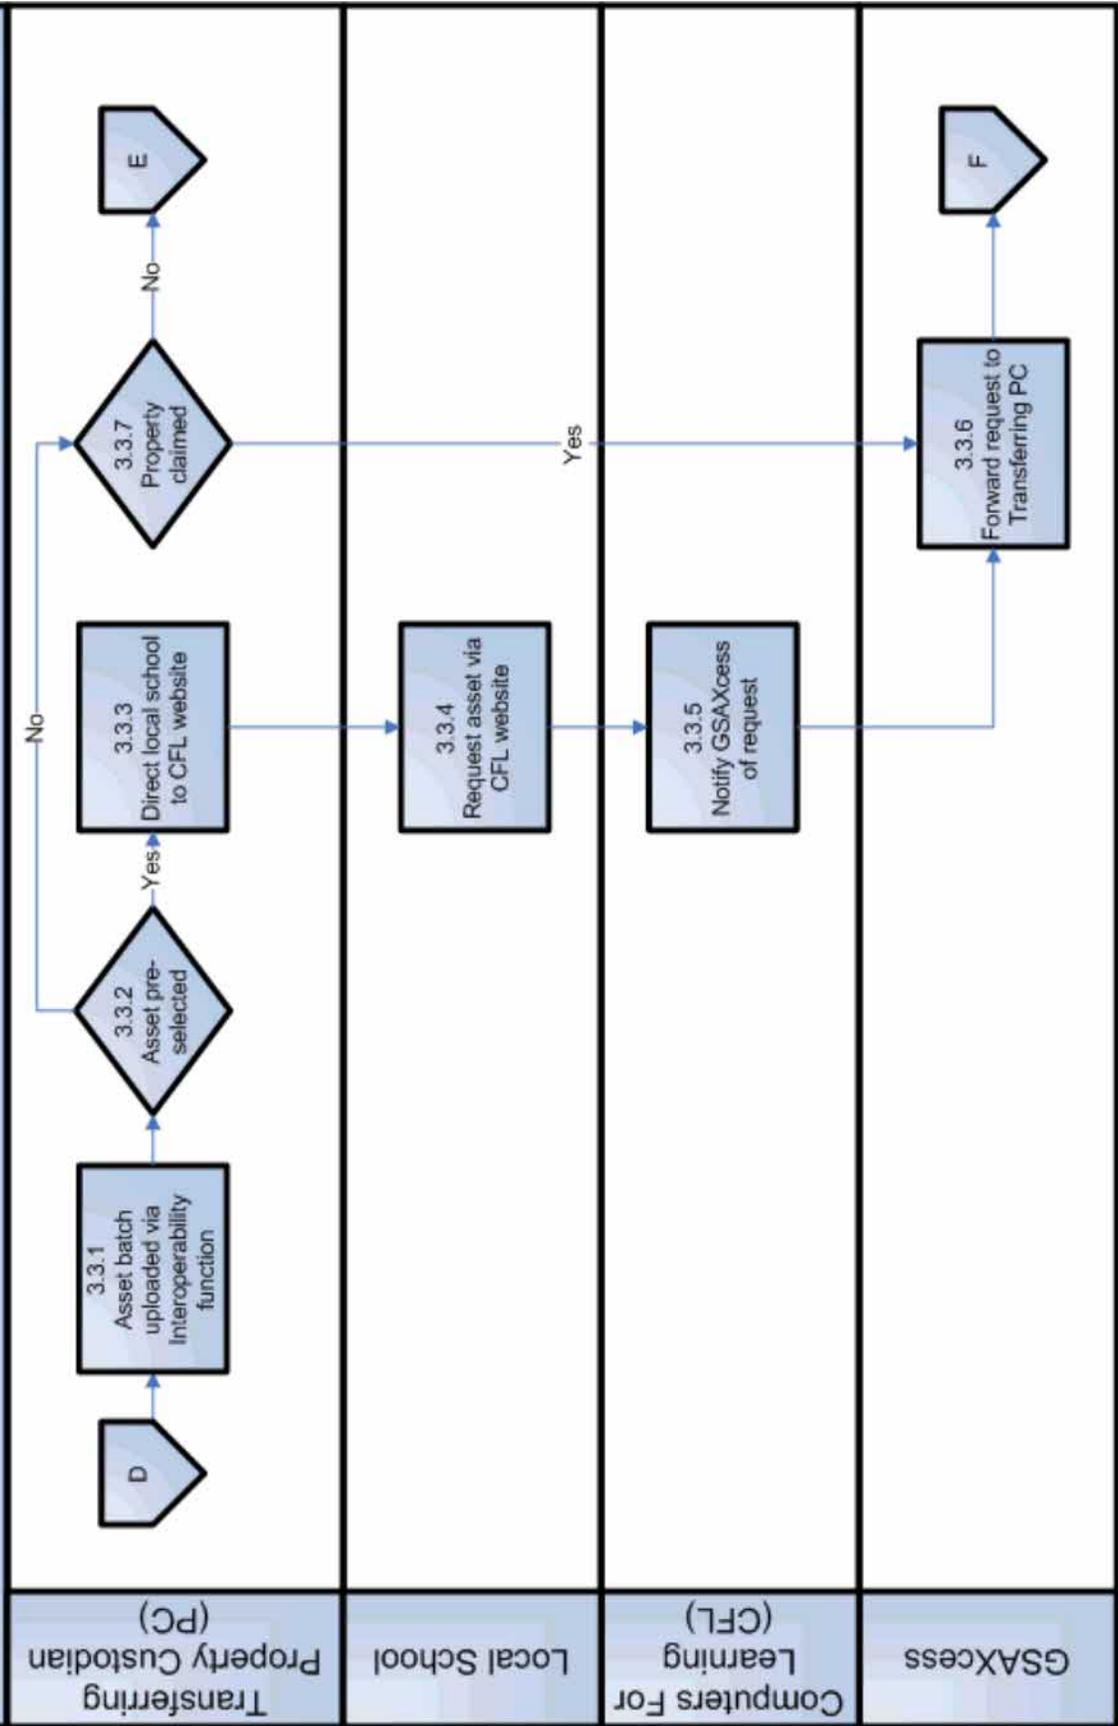 Transferring
Property Custodian
(PC)
D
3.3.1
Asset batch
uploaded via
Interoperability
function
3.3.2
Asset pre-
selected
Yes
No
3.3.3
Direct local school
to CFL website
3.3.7
Property
claimed
No
E
Local School
3.3.4
Request asset via
CFL website
Yes
Computers For
Learning
(CFL)
3.3.5
Notify GSAXcess
of request
GSAXcess
3.3.6
Forward request to
Transferring PC
F